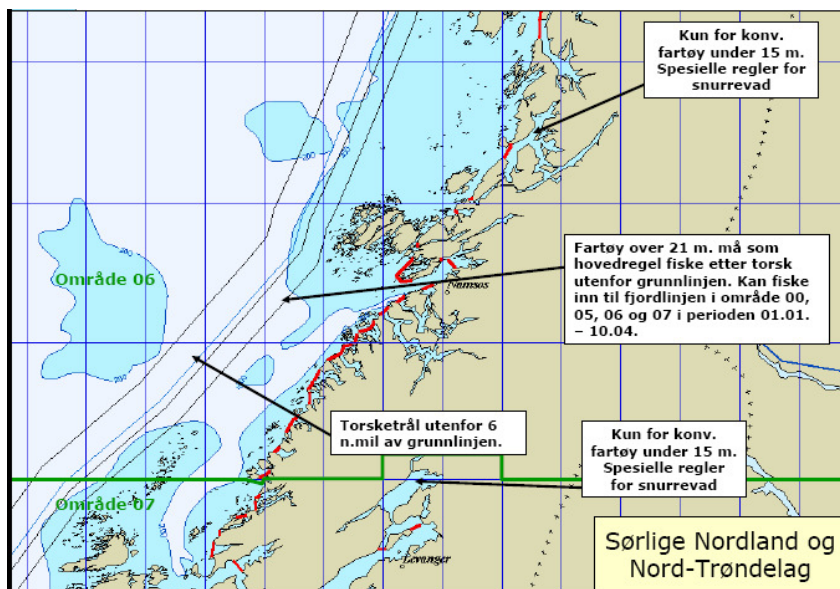 Kun for konv.
fartøy under 15 m.
Spesielle regler for
snurrevad
Område 06
Fartøy over 21 m. må som
hovedregel fiske etter torsk
utenfor grunnlinjen. Kan fiske
inn til fjordlinjen i område 00,
05, 06 og 07 i perioden 01.01.
– 10.04.
Namsos
Torsketrål utenfor 6
n.mil av grunnlinjen.
Kun for konv.
fartøy under 15 m.
Spesielle regler
for snurrevad
Område 07
Levanger
Sørlige Nordland og
Nord-Trøndelag